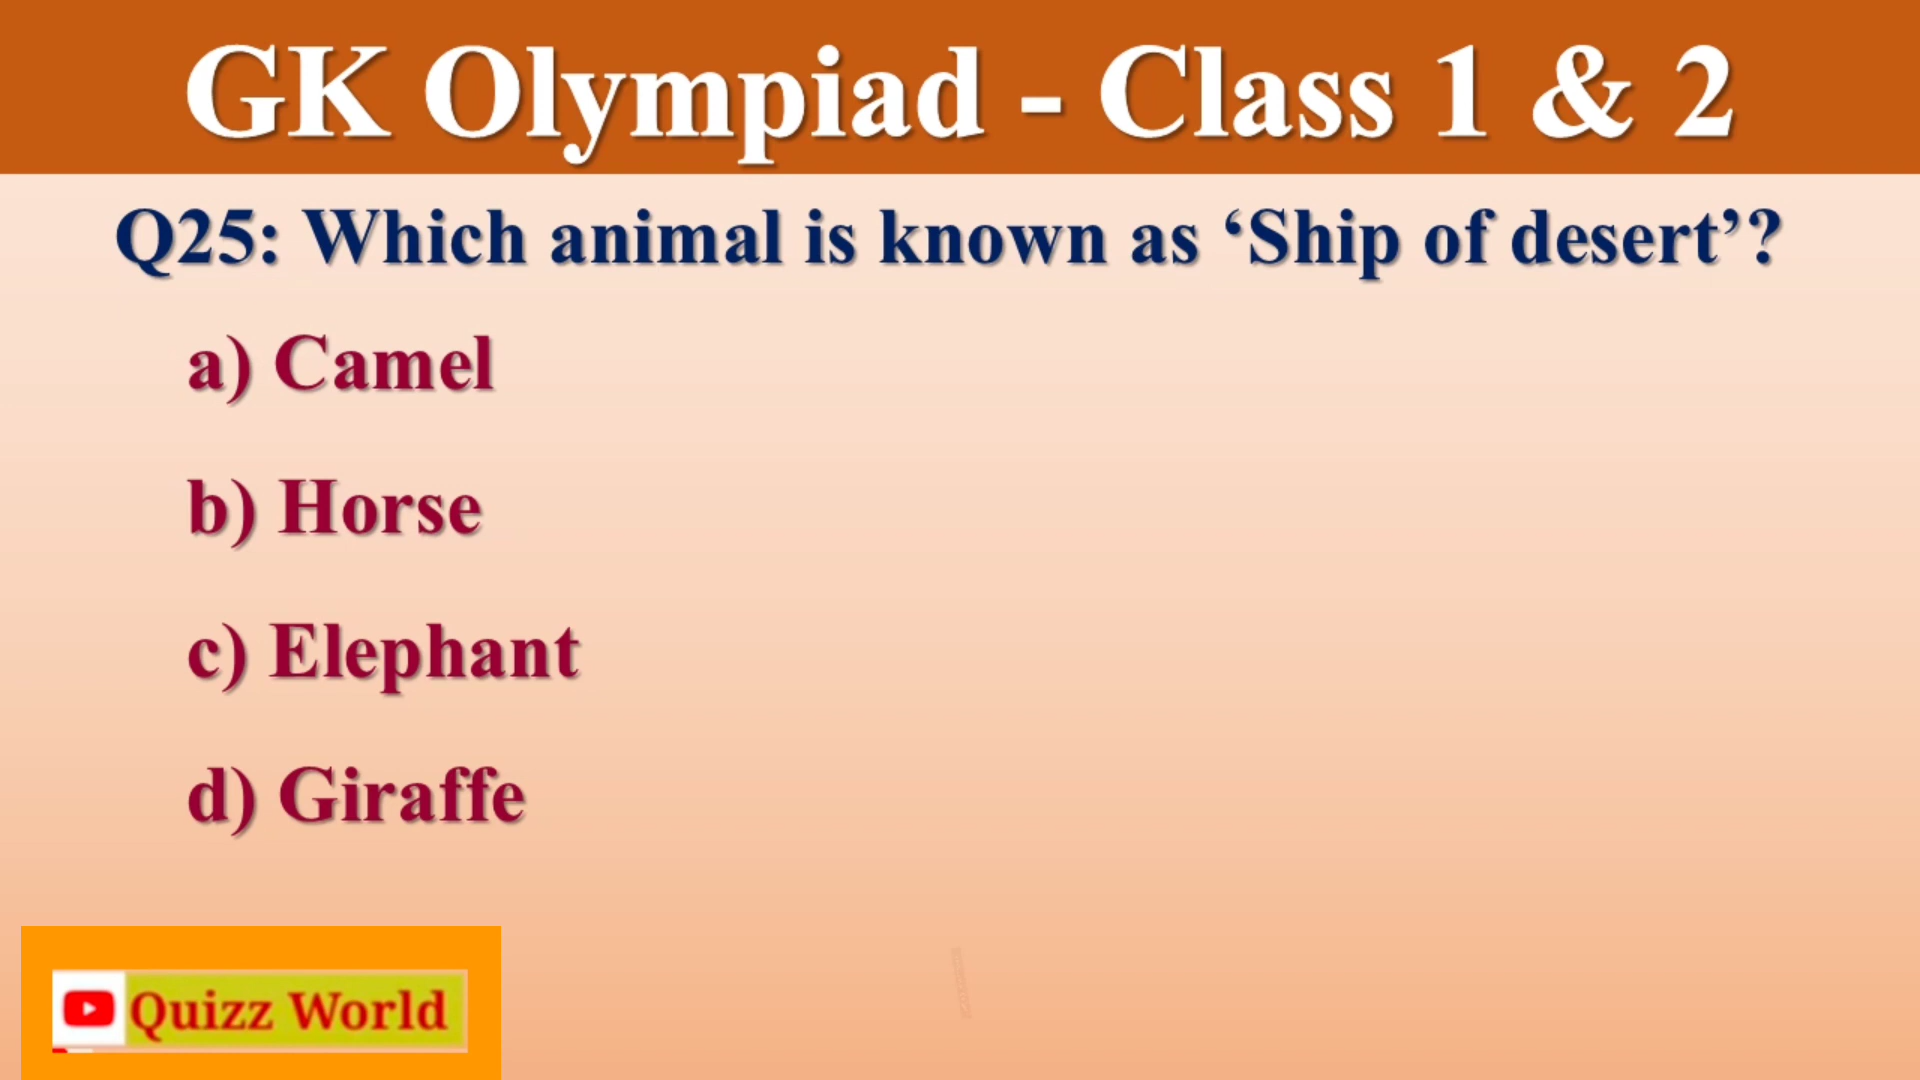 GK Olympiad - Class 1 & 2
Q25: Which animal is known as ‘Ship of desert’?
a) Camel
b) Horse
c) Elephant
d) Giraffe
Quizz World